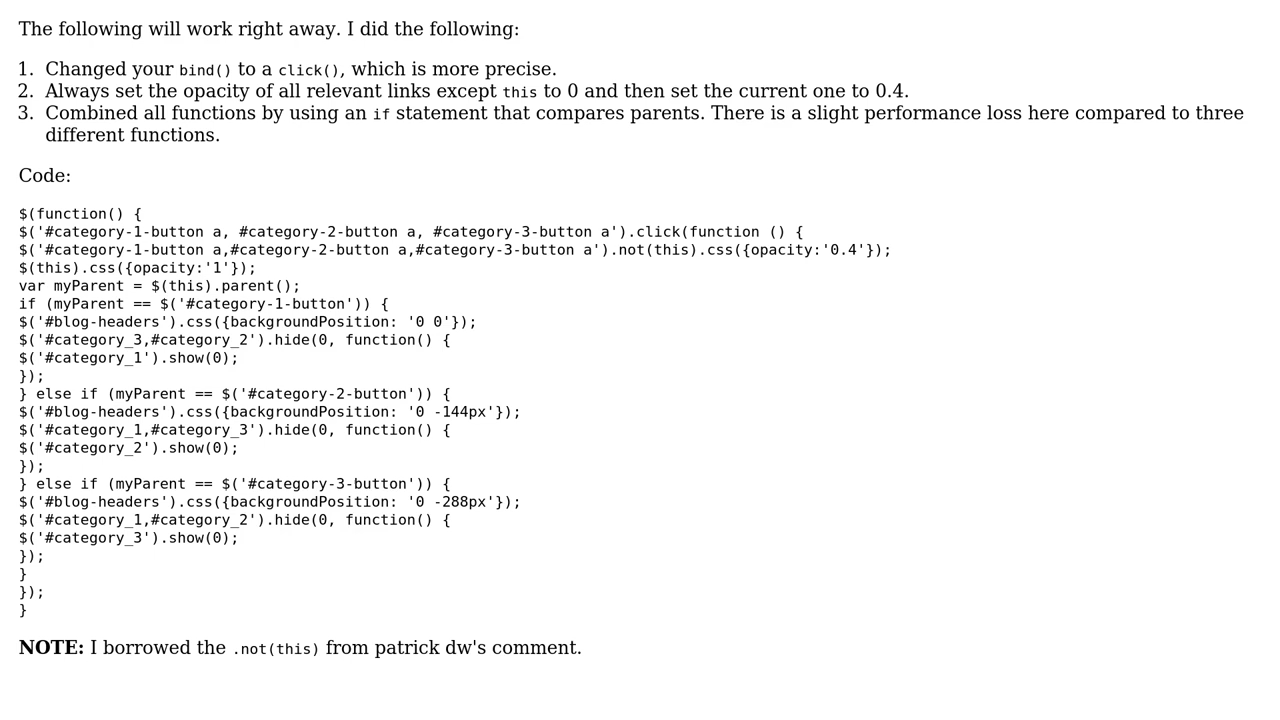 The following will work right away. I did the following:
1. Changed your bind() to a click(), which is more precise.
2. Always set the opacity of all relevant links except this to 0 and then set the current one to 0.4.
3. Combined all functions by using an if statement that compares parents. There is a slight performance loss here compared to three
different functions.
Code:
$(function() {
$('#category-1-button a, #category-2-button a, #category-3-button a').click(function () {
$('#category-1-button a,#category-2-button a,#category-3-button a').not(this).css({opacity:'0.4'});
$(this).css({opacity:'1'});
var myParent = $(this).parent();
if (myParent == $('#category-1-button')) {
$('#blog-headers').css({backgroundPosition: '0 0'});
$('#category_3,#category_2').hide(0, function() {
$('#category_1').show(0);
});
} else if (myParent == $('#category-2-button')) {
$('#blog-headers').css({backgroundPosition: '0 -144px'});
$('#category_1,#category_3').hide(0, function() {
$('#category_2').show(0);
});
} else if (myParent == $('#category-3-button')) {
$('#blog-headers').css({backgroundPosition: '0 -288px'});
$('#category_1,#category_2').hide(0, function() {
$('#category_3').show(0);
});
}
});
}
NOTE: I borrowed the .not(this) from patrick dw's comment.